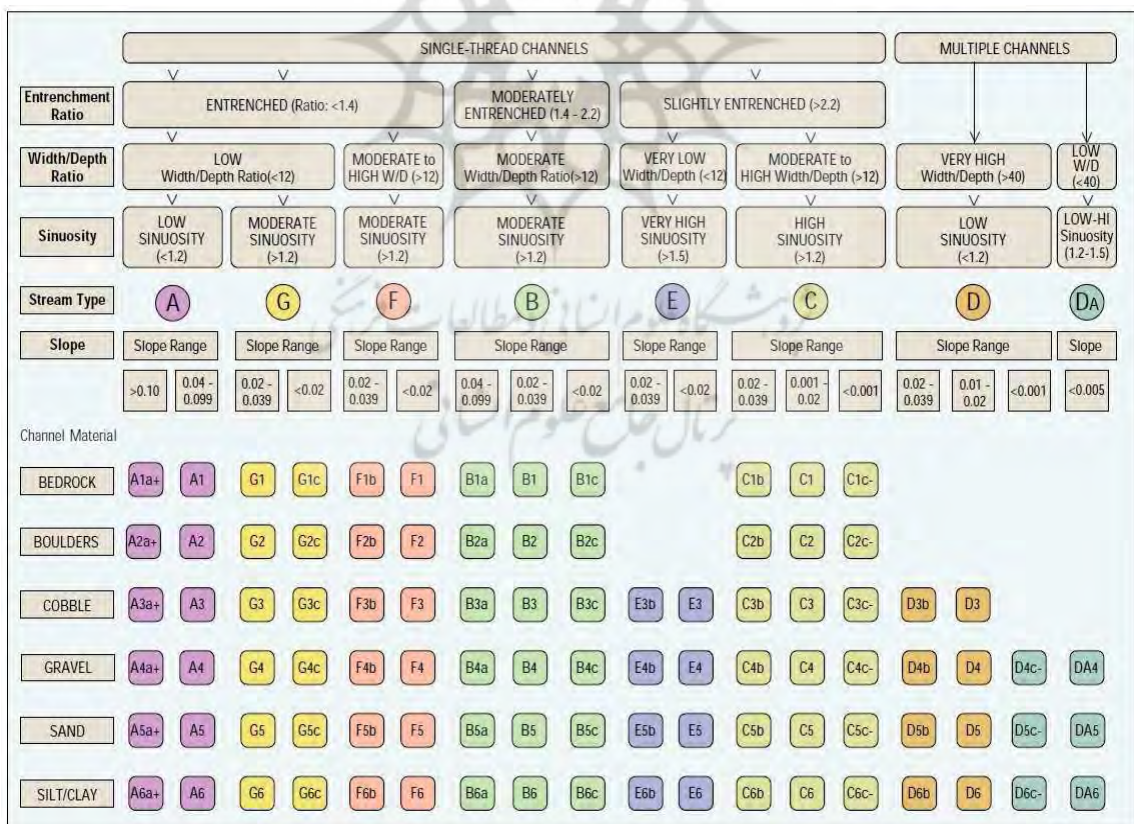 SINGLE-THREAD CHANNELS MULTIPLE CHANNELS
Entrenchment
Ratio
ENTRENCHED (Ratio: <1.4)
MODERATELY
ENTRENCHED (1.4 - 2.2)
SLIGHTLY ENTRENCHED (>2.2)
Width/Depth
Ratio
LOW
Width/Depth Ratio(<12)
MODERATE to
HIGH W/D (>12)
MODERATE
Width/Depth Ratio(>12)
VERY LOW
Width/Depth (<12)
MODERATE to
HIGH Width/Depth (>12)
VERY HIGH
Width/Depth (>40)
LOW
W/D
(<40)
Sinuosity
LOW
SINUOSITY
(<1.2)
MODERATE
SINUOSITY
(>1.2)
MODERATE
SINUOSITY
(>1.2)
MODERATE
SINUOSITY
(>1.2)
VERY HIGH
SINUOSITY
(>1.5)
HIGH
SINUOSITY
(>1.2)
LOW
SINUOSITY
(<1.2)
LOW-HI
Sinuosity
(1.2-1.5)
Stream Type A G F B E C D DA
پژوهشگاه علوم انسانی و مطالعات فرهنگی
Slope Slope Range Slope Range Slope Range Slope Range Slope Range Slope Range Slope Range Slope
>0.10
0.04 -
0.099
0.02 -
0.039
<0.02
0.02 -
0.039
<0.02
0.04 -
0.099
0.02 -
0.039
<0.02
0.02 -
0.039
<0.02
0.02 -
0.039
0.001 -
0.02
<0.001
0.02 -
0.039
0.01 -
0.02
<0.001
<0.005
پرتال جامع علوم انسانی
Channel Material
BEDROCK A1a+ A1 G1 G1c F1b F1 B1a B1 B1c C1b C1 C1c-
BOULDERS A2a+ A2 G2 G2c F2b F2 B2a B2 B2c C2b C2 C2c-
COBBLE A3a+ A3 G3 G3c F3b F3 B3a B3 B3c E3b E3 C3b C3 C3c- D3b D3
GRAVEL A4a+ A4 G4 G4c F4b F4 B4a B4 B4c E4b E4 C4b C4 C4c- D4b D4 D4c- DA4
SAND A5a+ A5 G5 G5c F5b F5 B5a B5 B5c E5b E5 C5b C5 C5c- D5b D5 D5c- DA5
SILT/CLAY A6a+ A6 G6 G6c F6b F6 B6a B6 B6c E6b E6 C6b C6 C6c- D6b D6 D6c- DA6